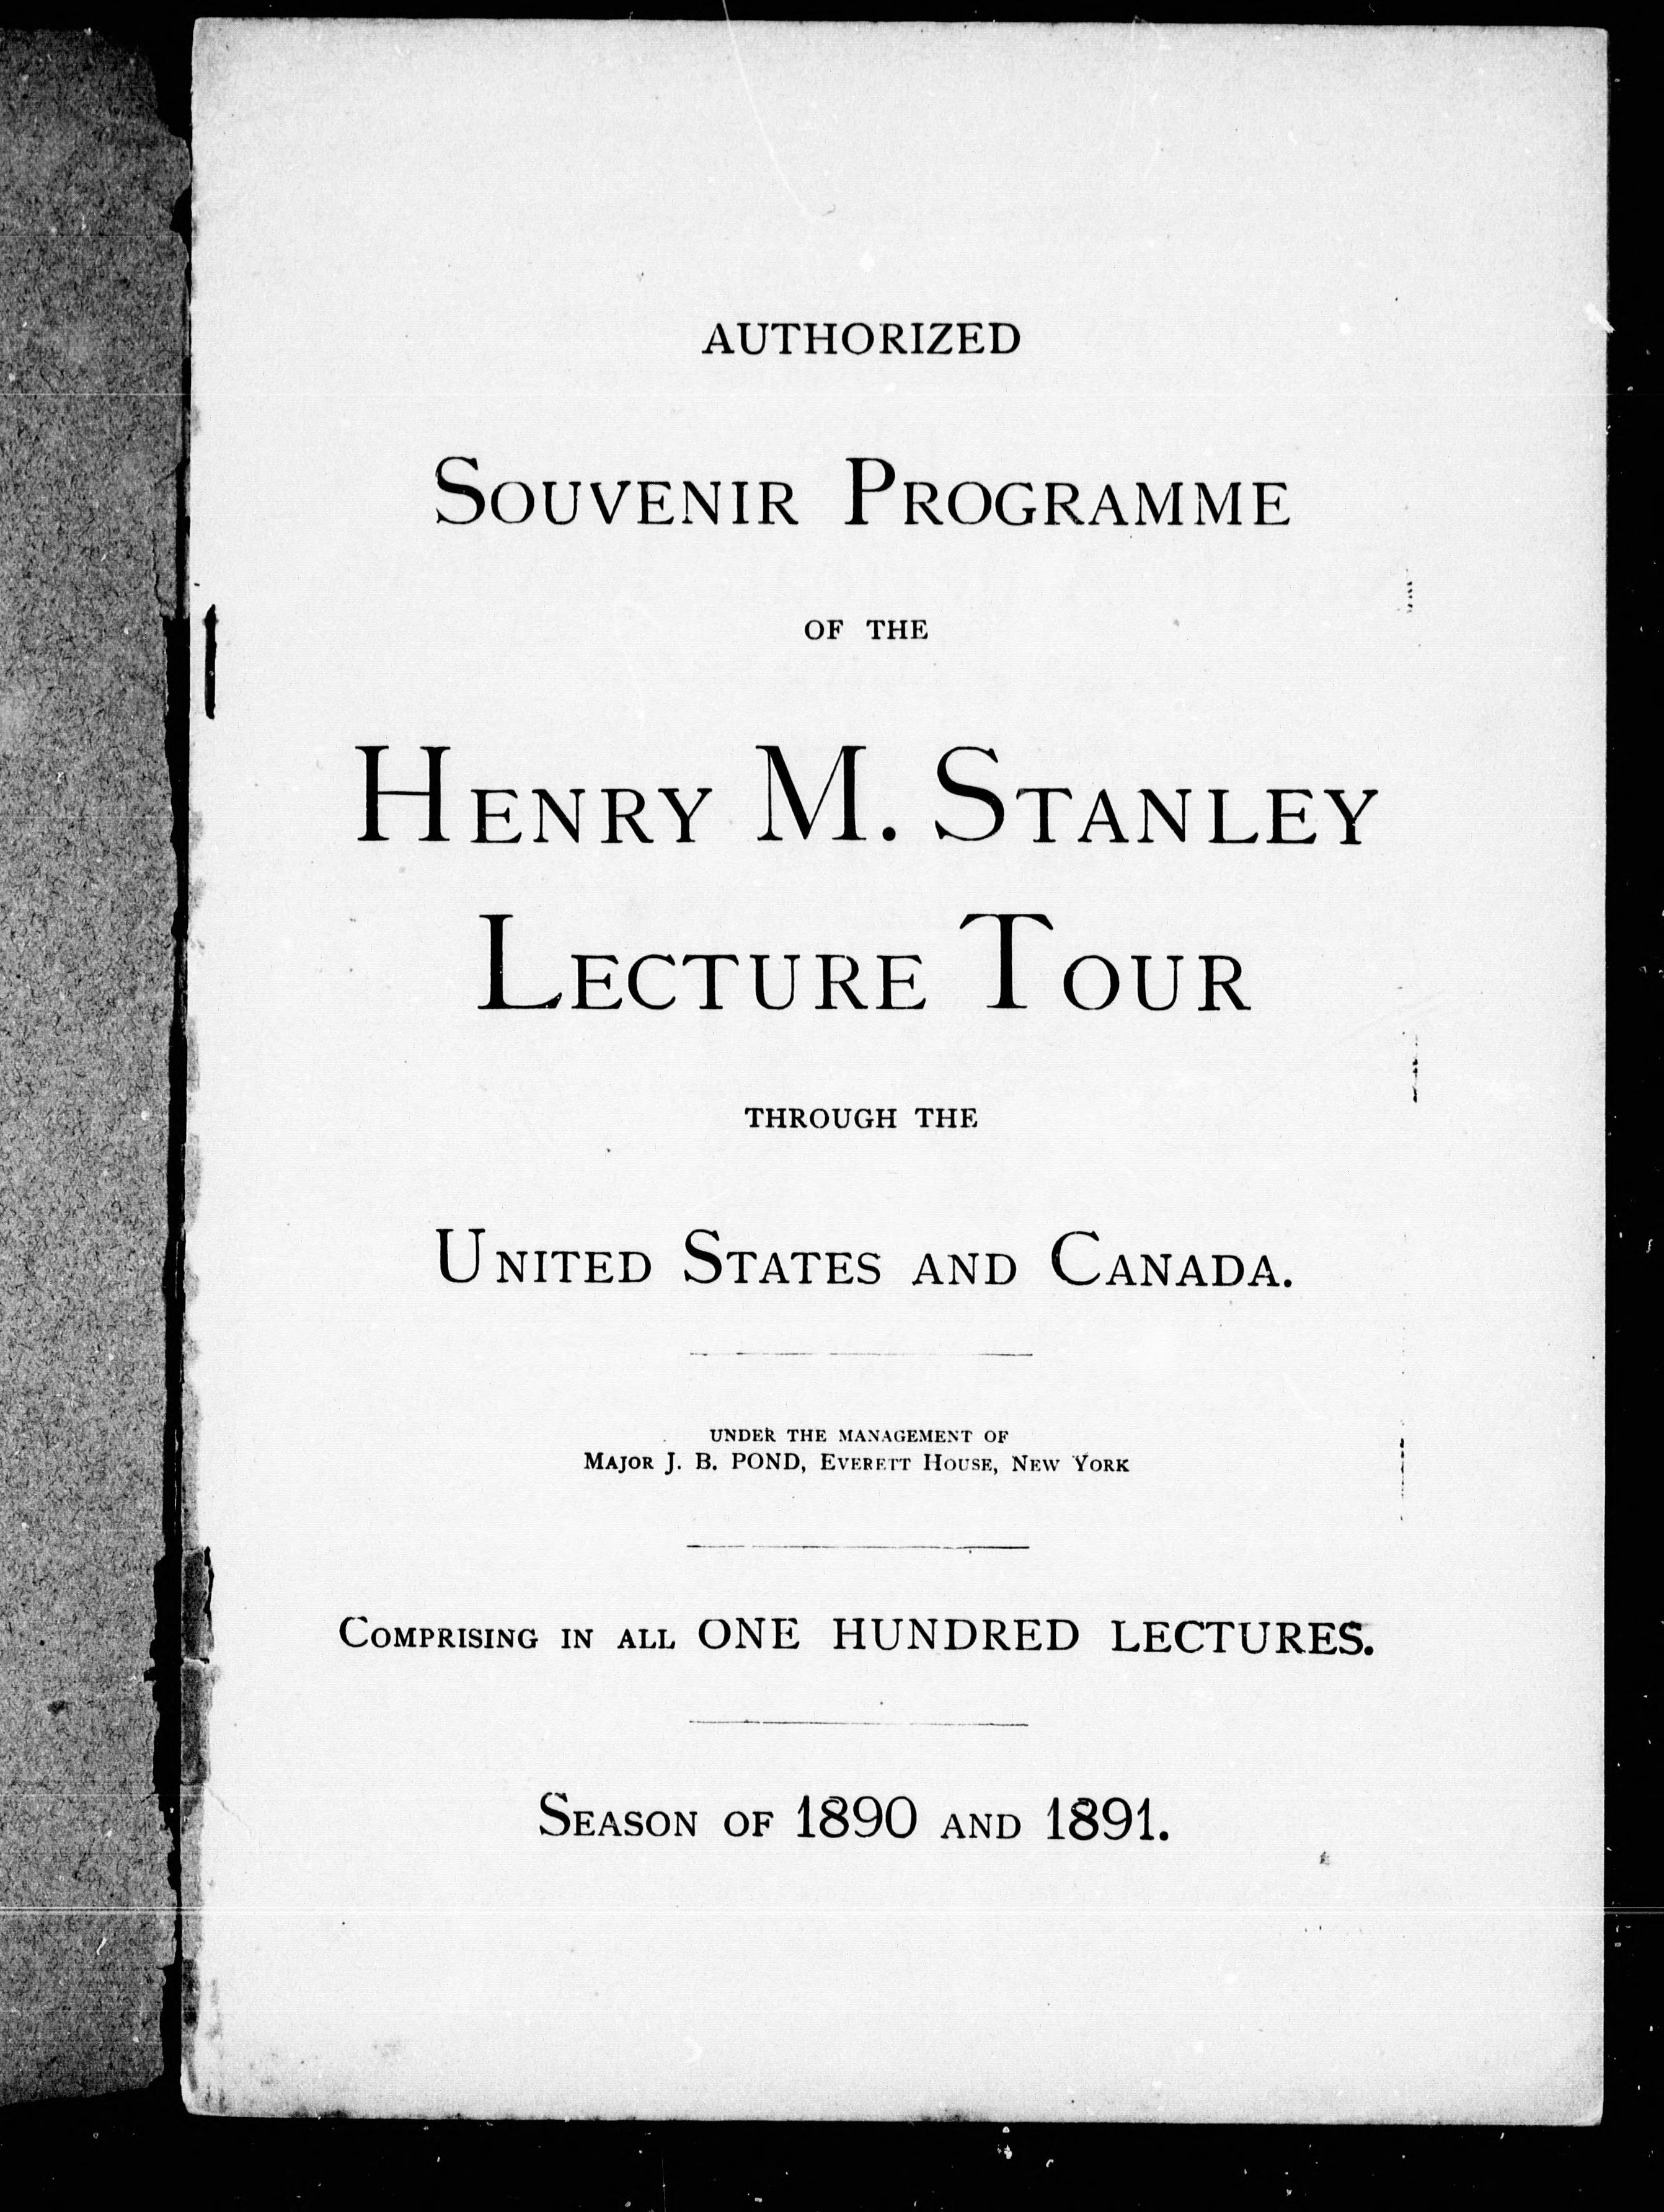 AUTHORIZED
SOUVENIR PROGRAMME
OF THE
HENRY M. STANLEY
LECTURE TOUR
THROUGH THE
UNITED STATES AND CANADA.
UNDER THE MANAGEMENT OF
MAJOR J. B. POND, EVERETT HOUSE, NEW YORK
COMPRISING IN ALL ONE HUNDRED LECTURES.
SEASON OF 1890 AND 1891.